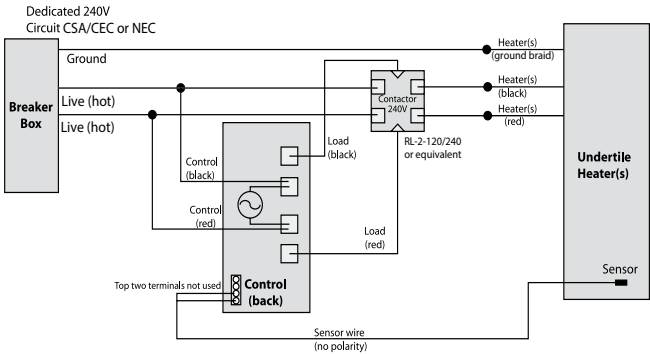 Dedicated 240V
Circuit CSA/CEC or NEC
Ground
Heater(s)
(ground braid)
Breaker
Box
Live (hot)
Live (hot)
Contactor
240V
Heater(s)
(black)
Heater(s)
(red)
RL-2-120/240
or equivalent
Load
(black)
Control
(black)
Control
(red)
Load
(red)
Undertile
Heater(s)
Sensor
Top two terminals not used
Control
(back)
Sensor wire
(no polarity)